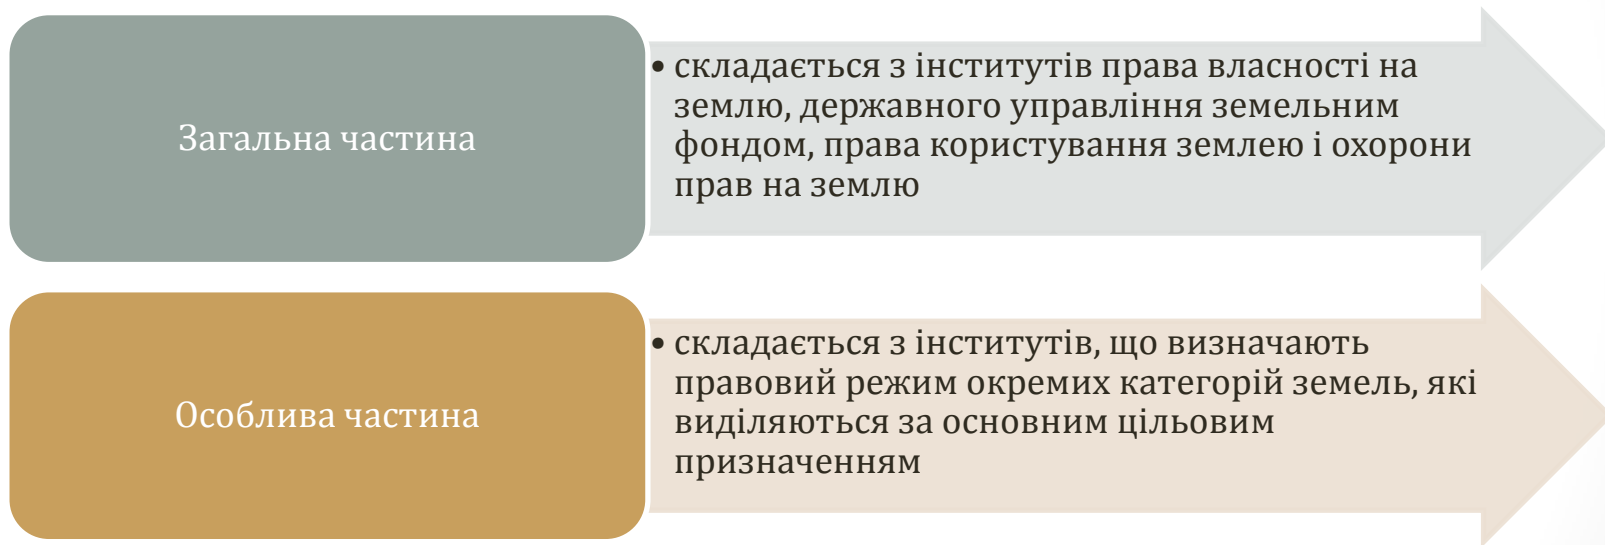 Загальна частина
• складається з інститутів права власності на
землю, державного управління земельним
фондом, права користування землею і охорони
прав на землю
Особлива частина
• складається з інститутів, що визначають
правовий режим окремих категорій земель, які
виділяються за основним цільовим
призначенням